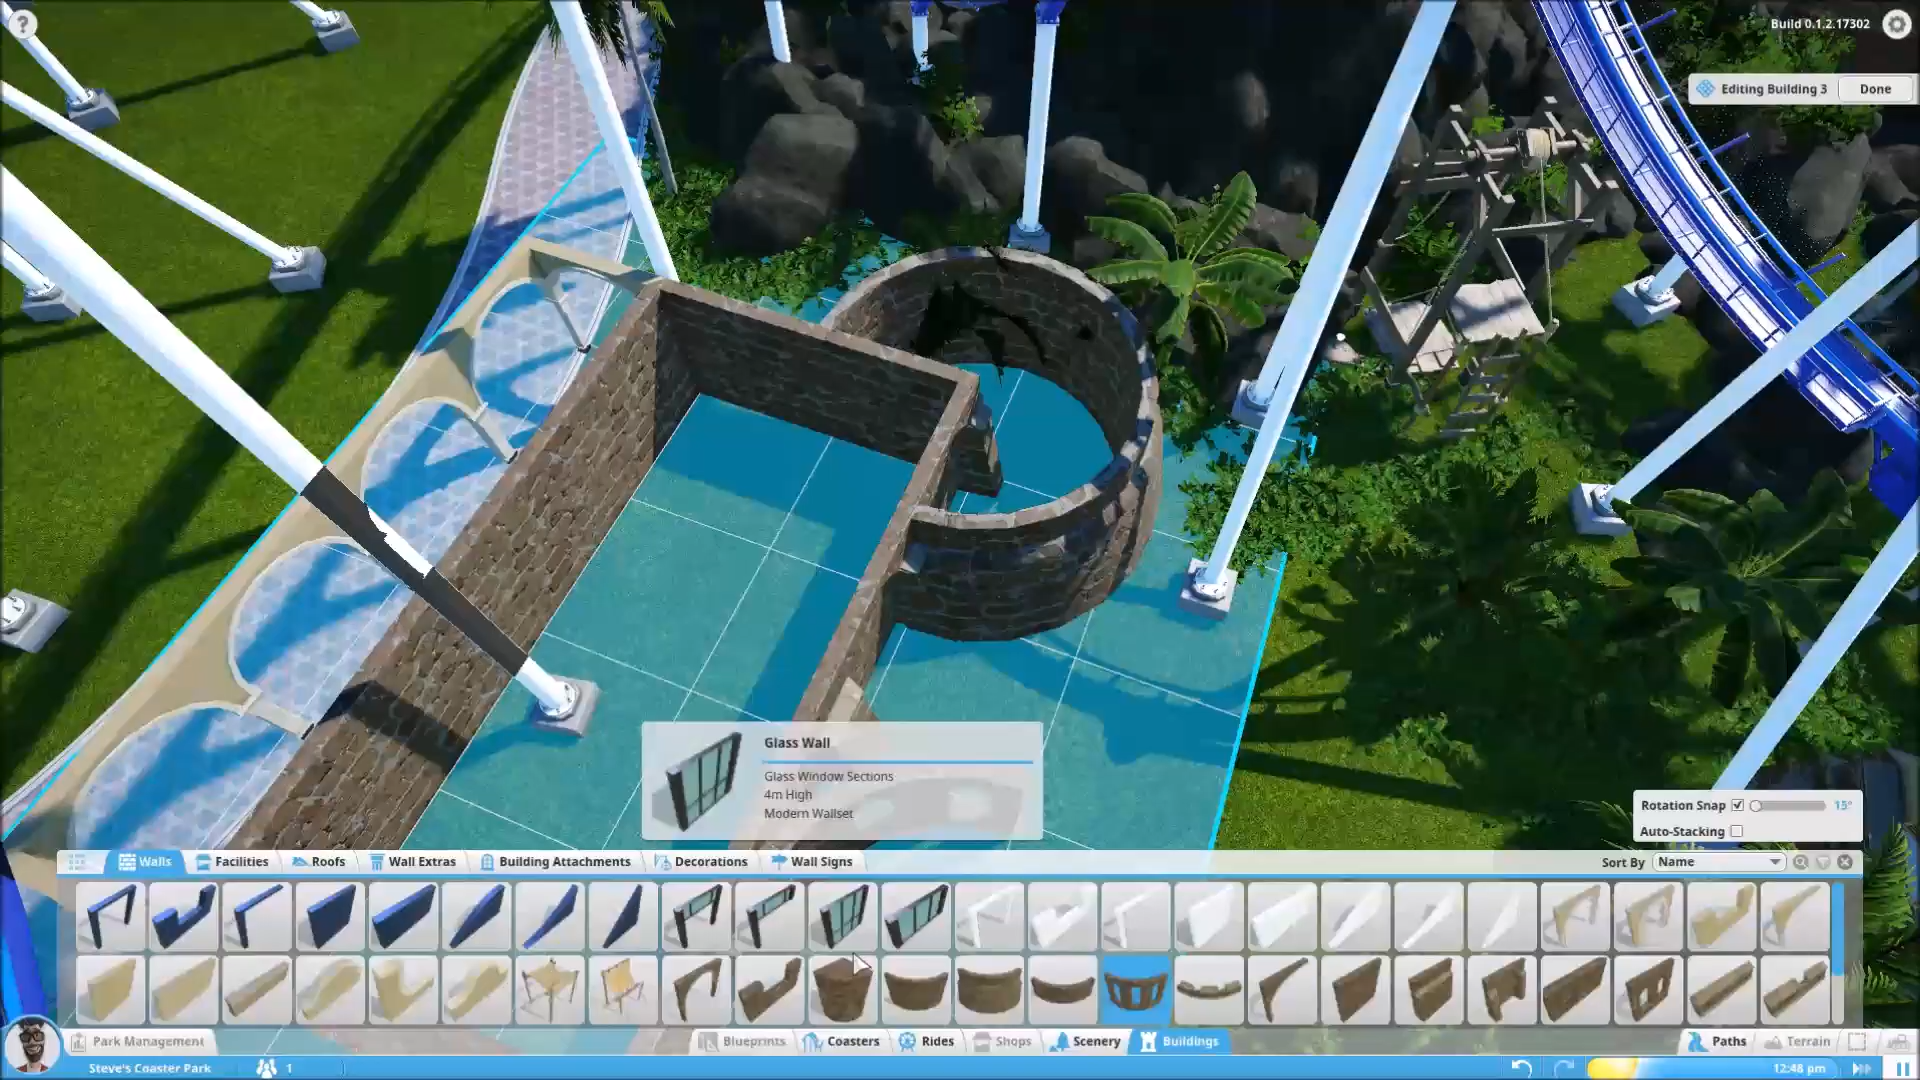 ?
Build 0.1.2.17302
Editing Building 3
Done
Glass Wall
Glass Window Sections
4m High
Modern Wallset
Rotation Snap
15°
Auto-Stacking
Walls
Facilities
Roofs
Wall Extras
Building Attachments
Decorations
Wall Signs
Sort By
Name
Park Management
Blueprints
Coasters
Rides
Shops
Scenery
Buildings
Paths
Terrain
Steve's Coaster Park
1
12:48 pm